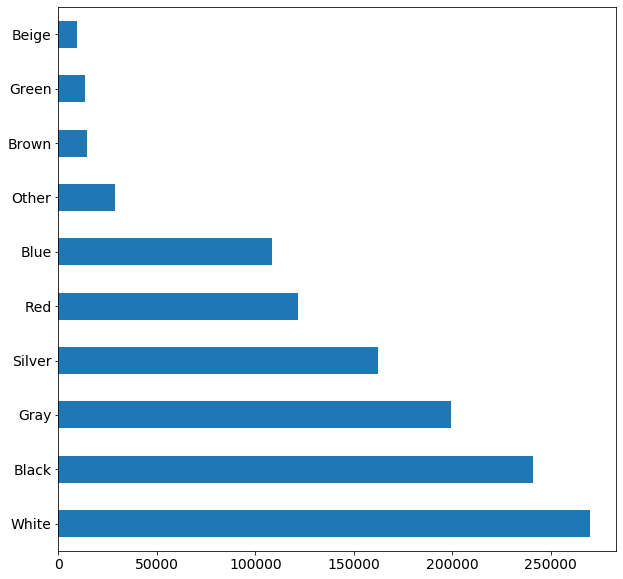 Beige
Green
Brown
Other
Blue
Red
Silver
Gray
Black
White
0 50000 100000 150000 200000 250000